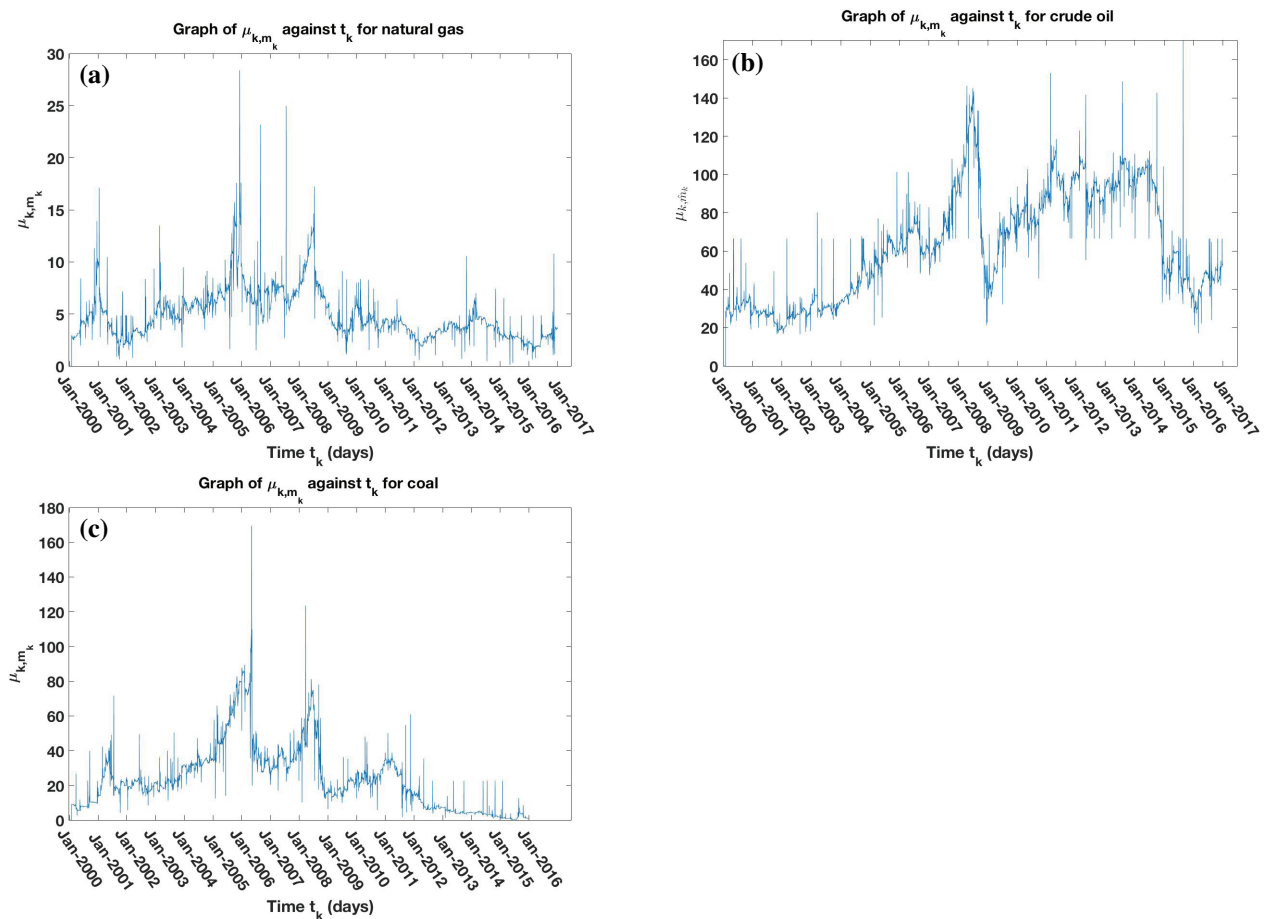 Graph of μk,mk against tk for natural gas
(a)
30
25
20
15
10
5
0
μk,mk
Jan-2000
Jan-2001
Jan-2002
Jan-2003
Jan-2004
Jan-2005
Jan-2006
Jan-2007
Jan-2008
Jan-2009
Jan-2010
Jan-2011
Jan-2012
Jan-2013
Jan-2014
Jan-2015
Jan-2016
Jan-2017
Time tk (days)
Graph of μk,mk against tk for crude oil
(b)
160
140
120
100
80
60
40
20
0
μk,m̂k
Jan-2000
Jan-2001
Jan-2002
Jan-2003
Jan-2004
Jan-2005
Jan-2006
Jan-2007
Jan-2008
Jan-2009
Jan-2010
Jan-2011
Jan-2012
Jan-2013
Jan-2014
Jan-2015
Jan-2016
Jan-2017
Time tk (days)
Graph of μk,mk against tk for coal
(c)
180
160
140
120
100
80
60
40
20
0
μk,mk
Jan-2000
Jan-2001
Jan-2002
Jan-2003
Jan-2004
Jan-2005
Jan-2006
Jan-2007
Jan-2008
Jan-2009
Jan-2010
Jan-2011
Jan-2012
Jan-2013
Jan-2014
Jan-2015
Jan-2016
Time tk (days)